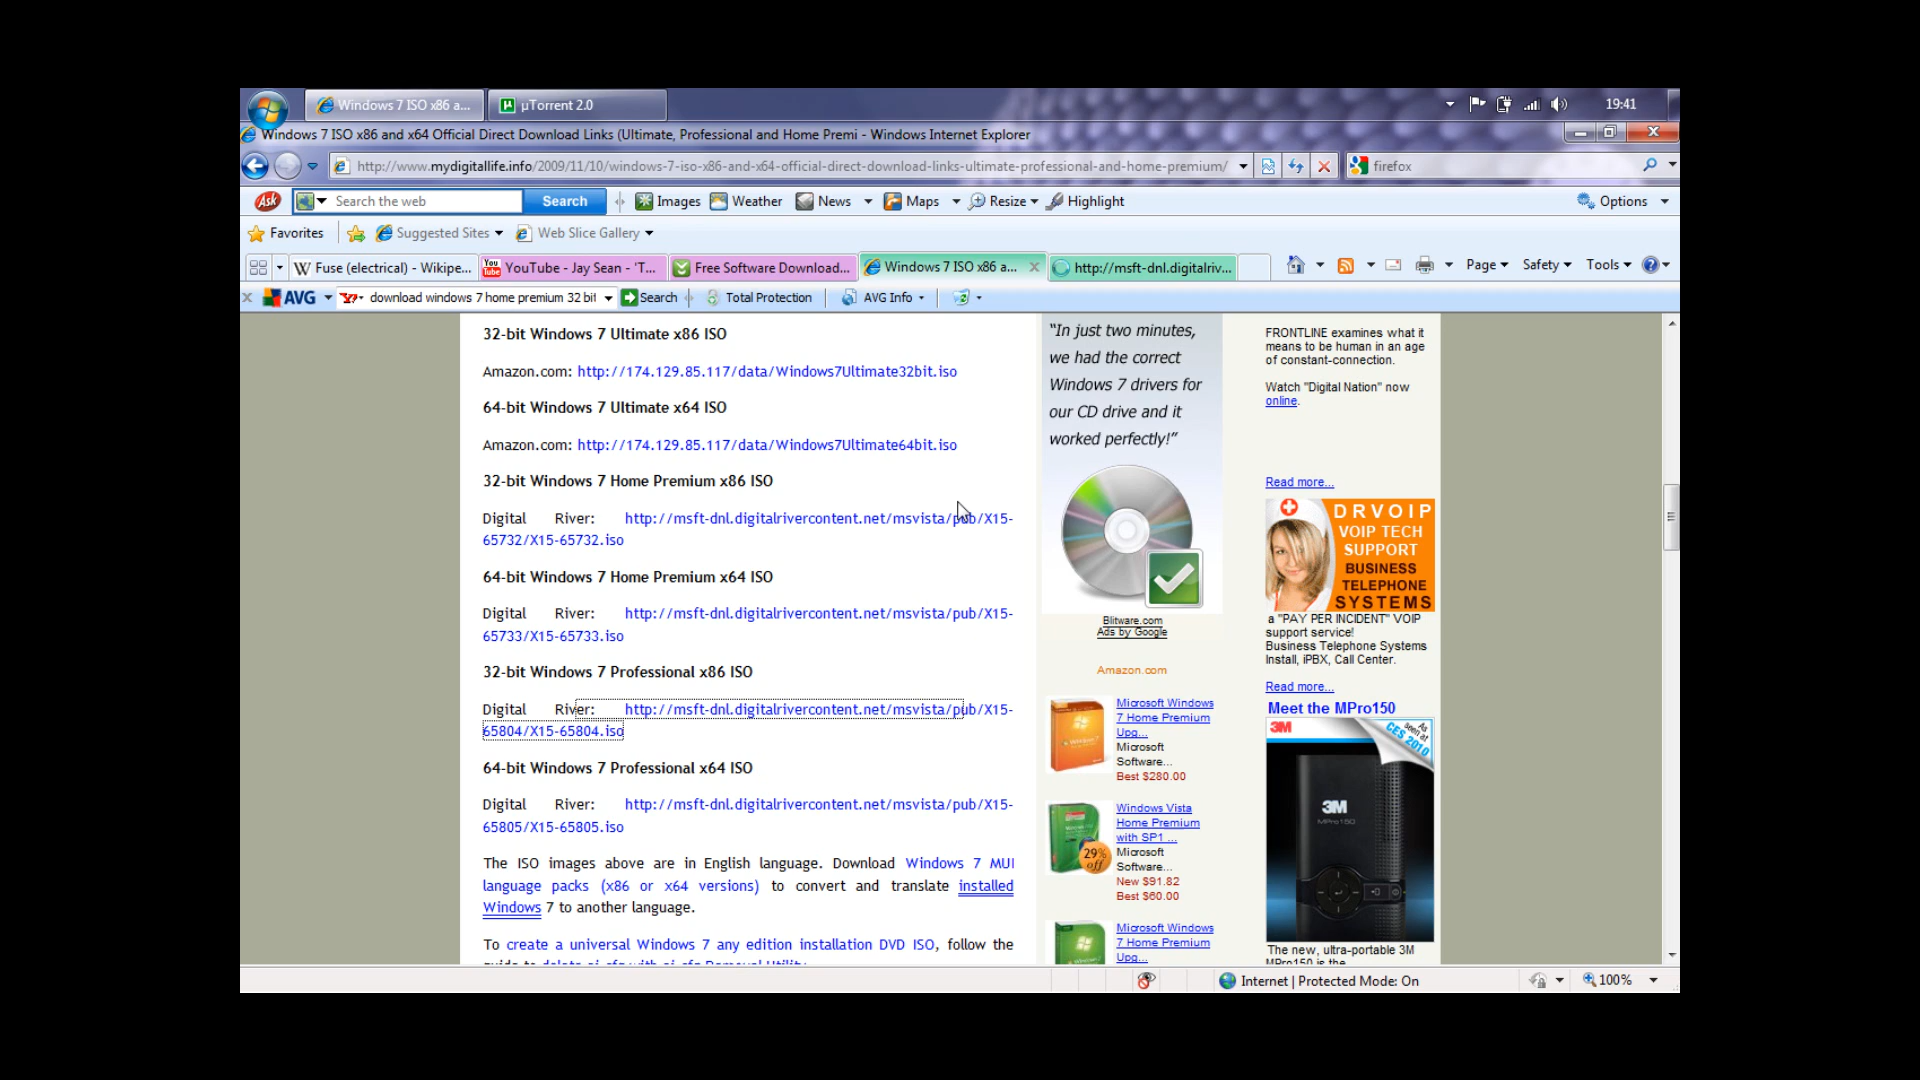 Windows 7 ISO x86 a...
µTorrent 2.0
19:41
Windows 7 ISO x86 and x64 Official Direct Download Links (Ultimate, Professional and Home Premi - Windows Internet Explorer
http://www.mydigitallife.info/2009/11/10/windows-7-iso-x86-and-x64-official-direct-download-links-ultimate-professional-and-home-premium/
firefox
Ask
Search the web
Search
Images
Weather
News
Maps
Resize
Highlight
Options
Favorites
Suggested Sites
Web Slice Gallery
Fuse (electrical) - Wikipe...
YouTube - Jay Sean - 'T...
Free Software Download...
Windows 7 ISO x86 a...
http://msft-dnl.digitalriv...
Page
Safety
Tools
AVG
download windows 7 home premium 32 bit
Search
Total Protection
AVG Info
32-bit Windows 7 Ultimate x86 ISO
Amazon.com: http://174.129.85.117/data/Windows7Ultimate32bit.iso
64-bit Windows 7 Ultimate x64 ISO
Amazon.com: http://174.129.85.117/data/Windows7Ultimate64bit.iso
32-bit Windows 7 Home Premium x86 ISO
Digital River: http://msft-dnl.digitalrivercontent.net/msvista/pub/X15-
65732/X15-65732.iso
64-bit Windows 7 Home Premium x64 ISO
Digital River: http://msft-dnl.digitalrivercontent.net/msvista/pub/X15-
65733/X15-65733.iso
32-bit Windows 7 Professional x86 ISO
Digital River: http://msft-dnl.digitalrivercontent.net/msvista/pub/X15-
65804/X15-65804.iso
64-bit Windows 7 Professional x64 ISO
Digital River: http://msft-dnl.digitalrivercontent.net/msvista/pub/X15-
65805/X15-65805.iso
The ISO images above are in English language. Download Windows 7 MUI
language packs (x86 or x64 versions) to convert and translate installed
Windows 7 to another language.
To create a universal Windows 7 any edition installation DVD ISO, follow the
guide to delete ei.cfg with ei.cfg Removal Utility
“In just two minutes,
we had the correct
Windows 7 drivers for
our CD drive and it
worked perfectly!”
Blitware.com
Ads by Google
Amazon.com
Microsoft Windows
7 Home Premium
Upg...
Microsoft
Software...
Best $280.00
Windows Vista
Home Premium
with SP1 ...
29%
off
Microsoft
Software...
New $91.82
Best $60.00
Microsoft Windows
7 Home Premium
Upg...
FRONTLINE examines what it
means to be human in an age
of constant-connection.
Watch "Digital Nation" now
online.
Read more...
DRVOIP
VOIP TECH
SUPPORT
BUSINESS
TELEPHONE
SYSTEMS
a "PAY PER INCIDENT" VOIP
support service!
Business Telephone Systems
Install, iPBX, Call Center.
Read more...
Meet the MPro150
3M
As
seen at
CES 2010
3M
MPro150
The new, ultra-portable 3M
MPro150 is the
Internet | Protected Mode: On
100%